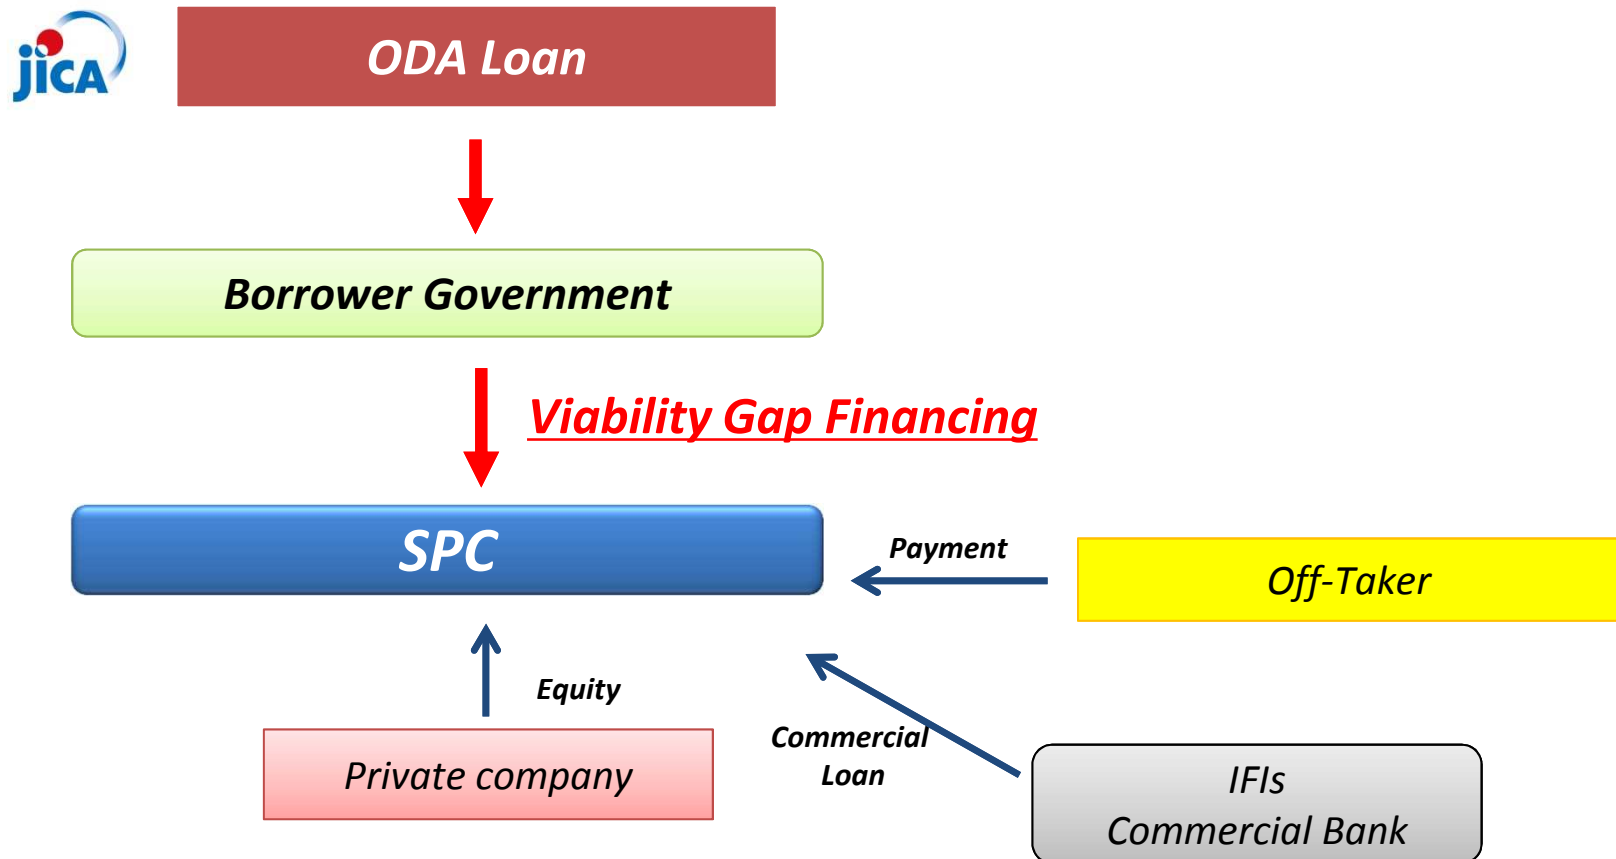 jICA
ODA Loan
Borrower Government
Viability Gap Financing
SPC
Payment
Off-Taker
Equity
Commercial
Loan
Private company
IFIs
Commercial Bank